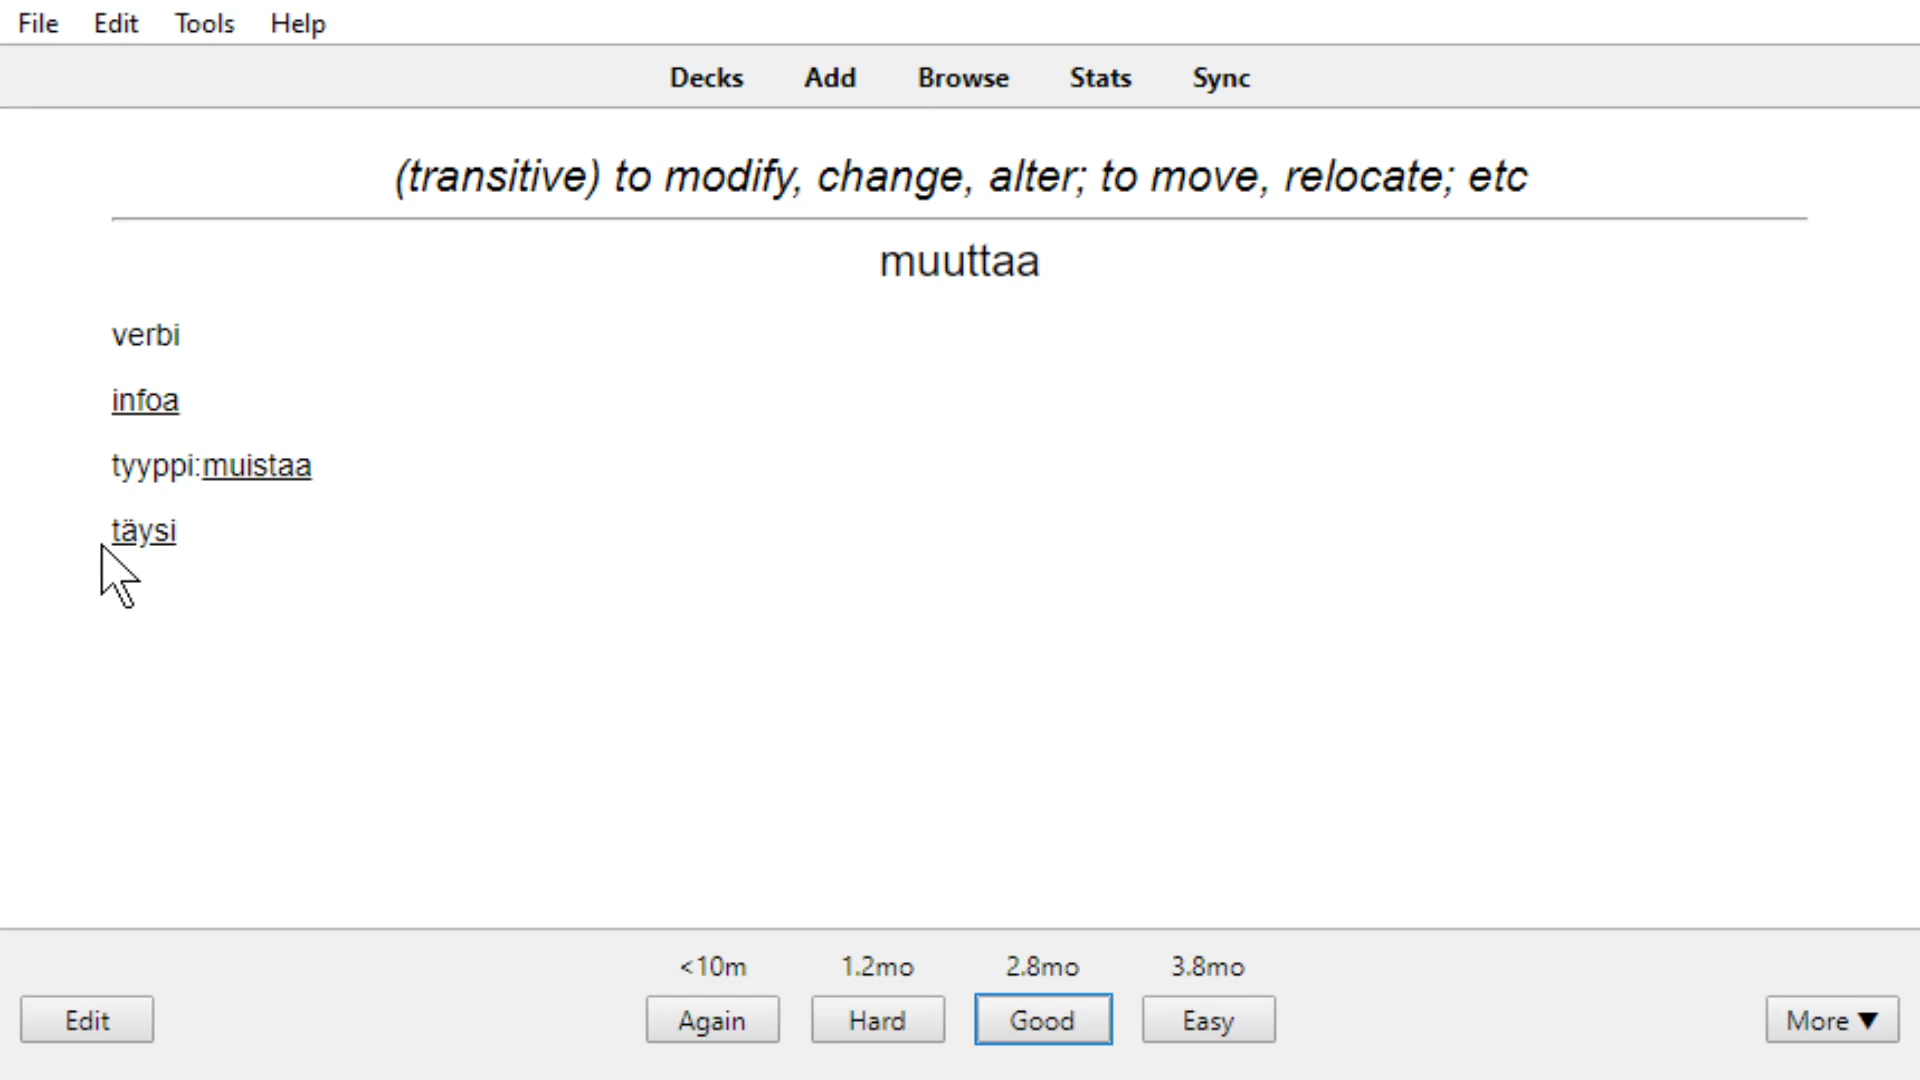 File Edit Tools Help
Decks Add Browse Stats Sync
(transitive) to modify, change, alter; to move, relocate; etc
muuttaa
verbi
infoa
tyyppi:muistaa
täysi
<10m 1.2mo 2.8mo 3.8mo
Edit Again Hard Good Easy More ▼